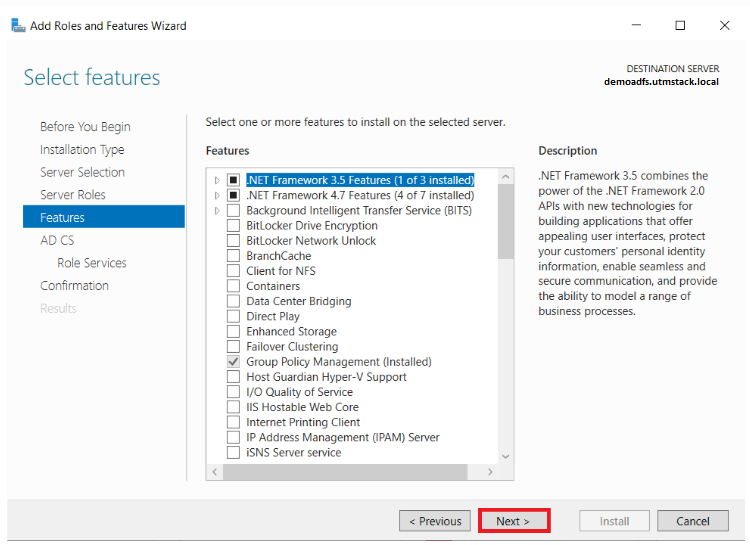 Add Roles and Features Wizard
Select features
DESTINATION SERVER
demoadfs.utmstack.local
Before You Begin
Installation Type
Server Selection
Server Roles
Features
AD CS
Role Services
Confirmation
Results
Select one or more features to install on the selected server.
Features
.NET Framework 3.5 Features (1 of 3 installed)
.NET Framework 4.7 Features (4 of 7 installed)
Background Intelligent Transfer Service (BITS)
BitLocker Drive Encryption
BitLocker Network Unlock
BranchCache
Client for NFS
Containers
Data Center Bridging
Direct Play
Enhanced Storage
Failover Clustering
Group Policy Management (Installed)
Host Guardian Hyper-V Support
I/O Quality of Service
IIS Hostable Web Core
Internet Printing Client
IP Address Management (IPAM) Server
iSNS Server service
Description
.NET Framework 3.5 combines the
power of the .NET Framework 2.0
APIs with new technologies for
building applications that offer
appealing user interfaces, protect
your customers' personal identity
information, enable seamless and
secure communication, and provide
the ability to model a range of
business processes.
< Previous
Next >
Install
Cancel